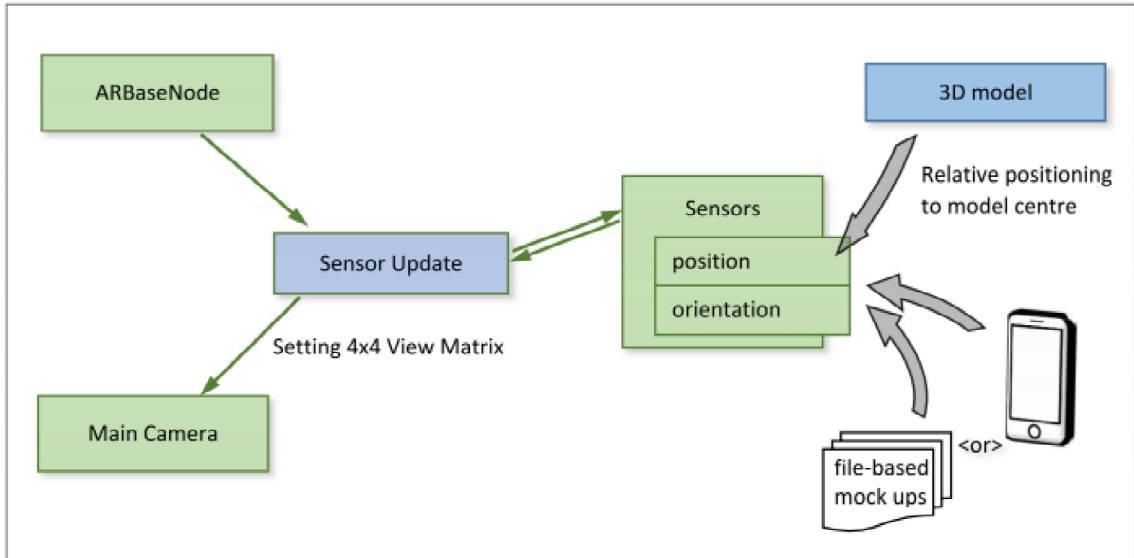 ARBaseNode
3D model
Relative positioning
to model centre
Sensors
position
orientation
Sensor Update
Setting 4x4 View Matrix
Main Camera
<or>
file-based
mock ups